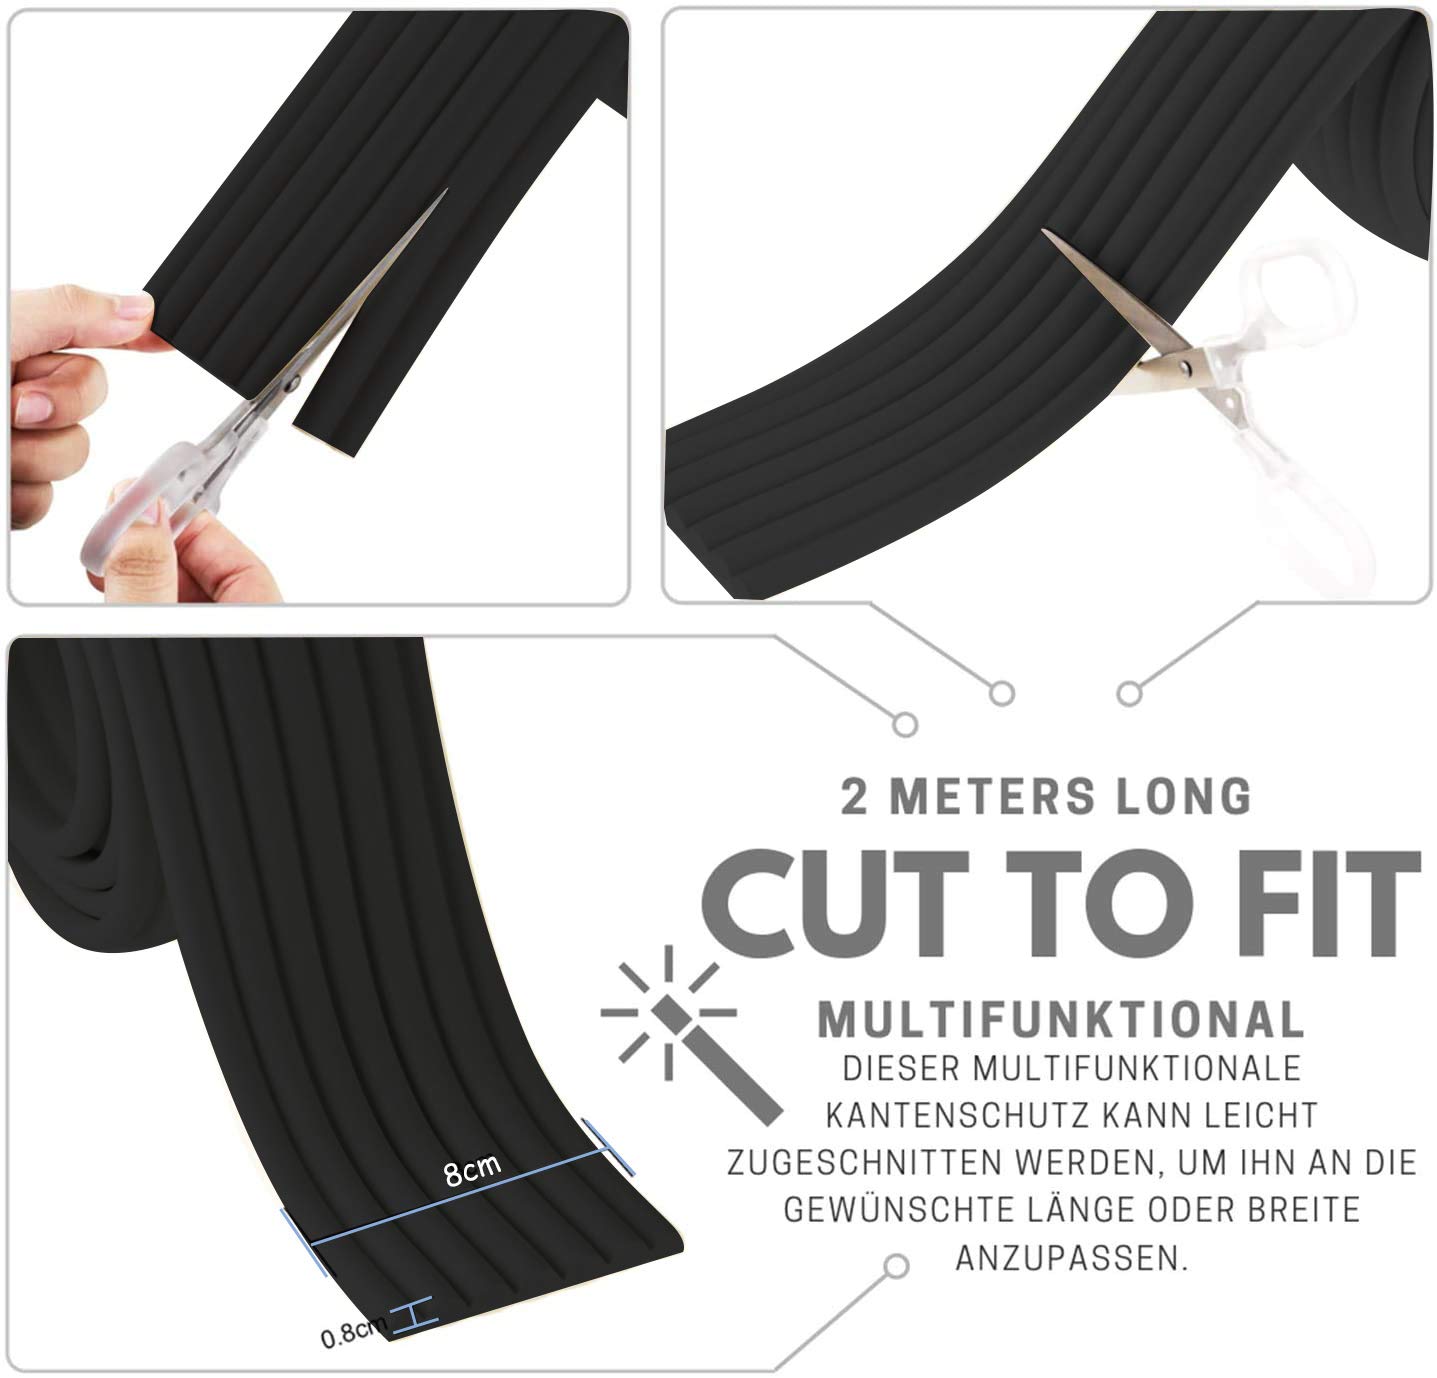 2 METERS LONG
CUT TO FIT
MULTIFUNKTIONAL
DIESER MULTIFUNKTIONALE
KANTENSCHUTZ KANN LEICHT
ZUGESCHNITTEN WERDEN, UM IHN AN DIE
GEWÜNSCHTE LÄNGE ODER BREITE
ANZUPASSEN.
8cm
0.8cm